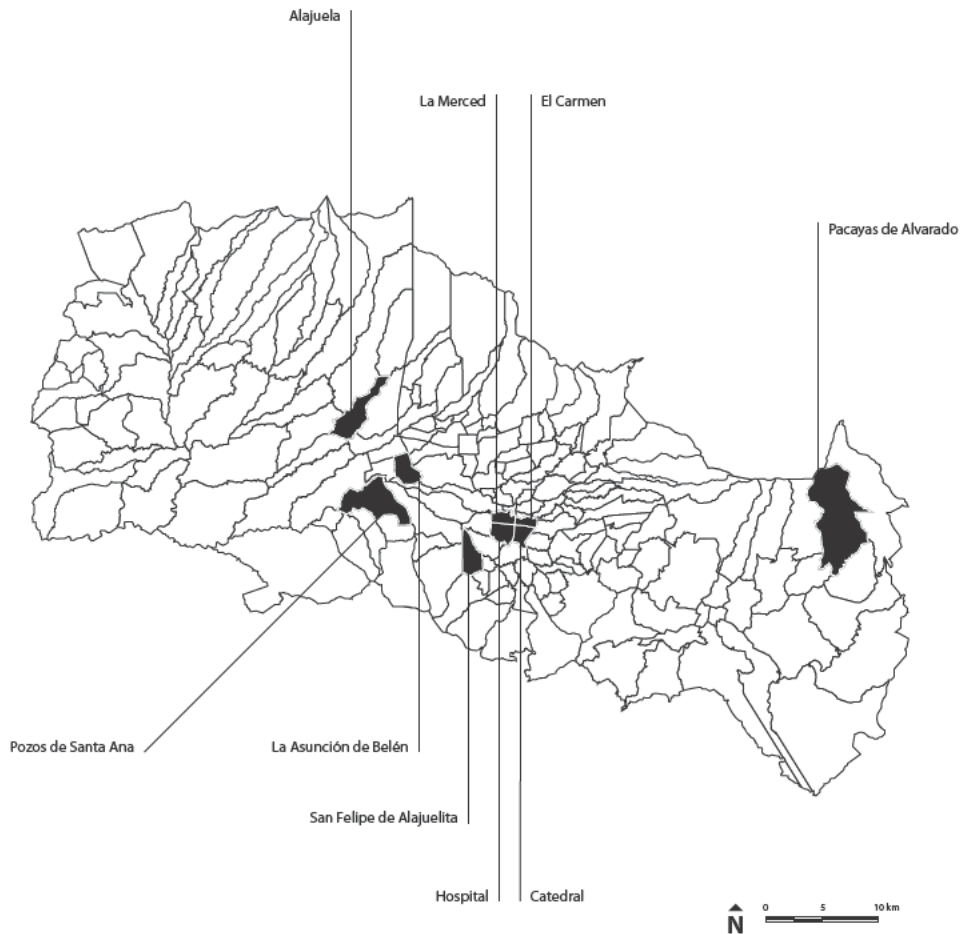 Alajuela
La Merced
El Carmen
Pacayas de Alvarado
Pozos de Santa Ana
La Asunción de Belén
San Felipe de Alajuelita
Hospital
Catedral
N
0 5 10 km